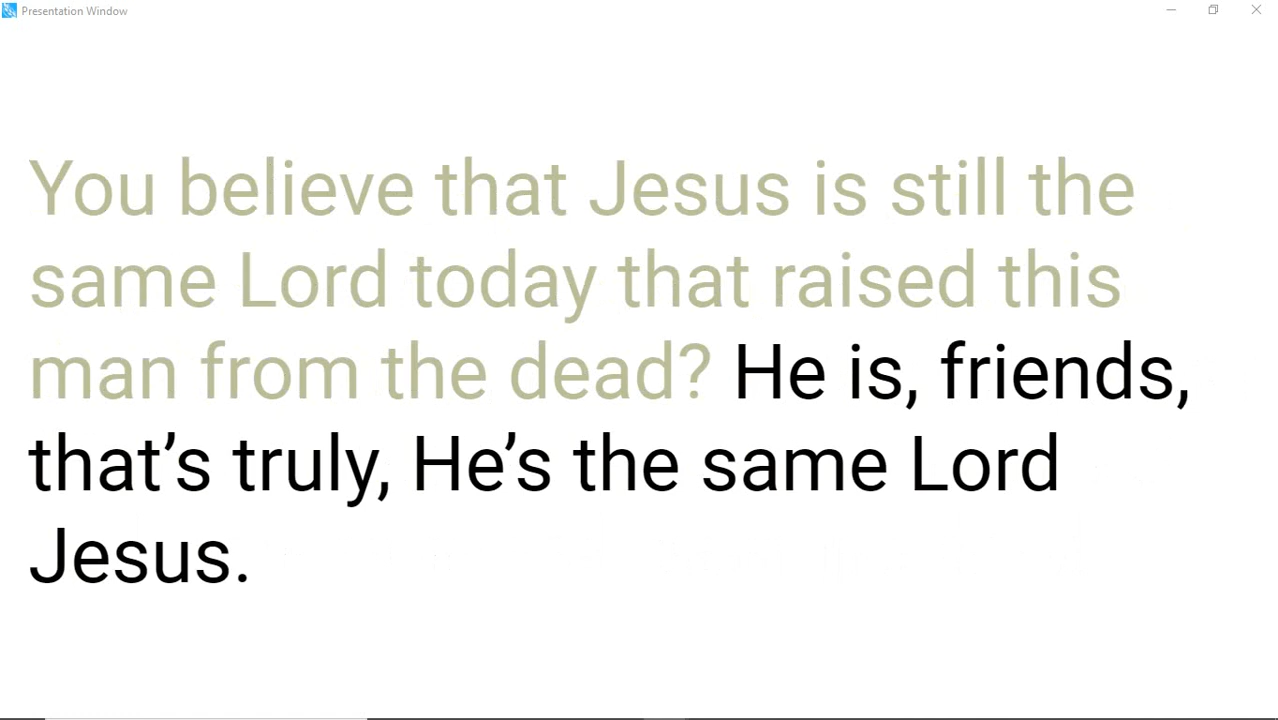 Presentation Window
You believe that Jesus is still the
same Lord today that raised this
man from the dead? He is, friends,
that’s truly, He’s the same Lord
Jesus.